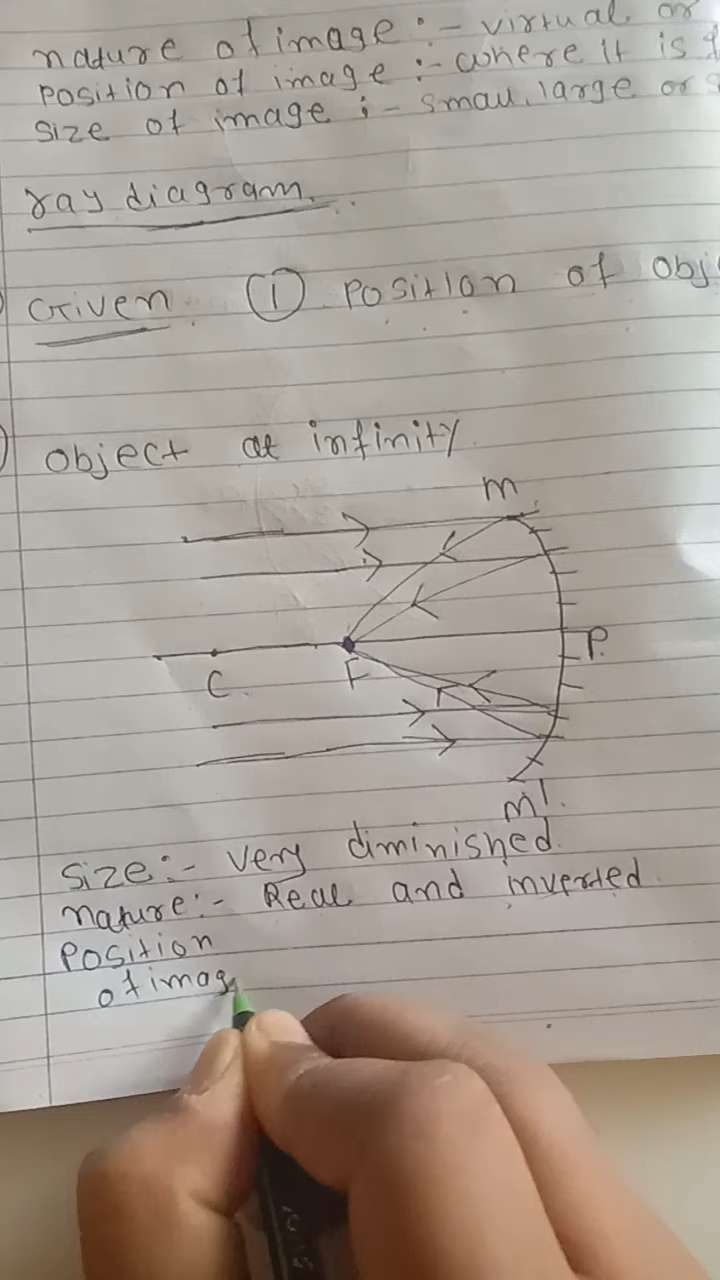 nature of image :- virtual or
Position of image :- where it is
Size of image :- small, large or
ray diagram.
Given ① Position of obj
object at infinity
M
C F P.
M'.
Size:- very diminished.
nature:- Real and inverted
Position
of imag